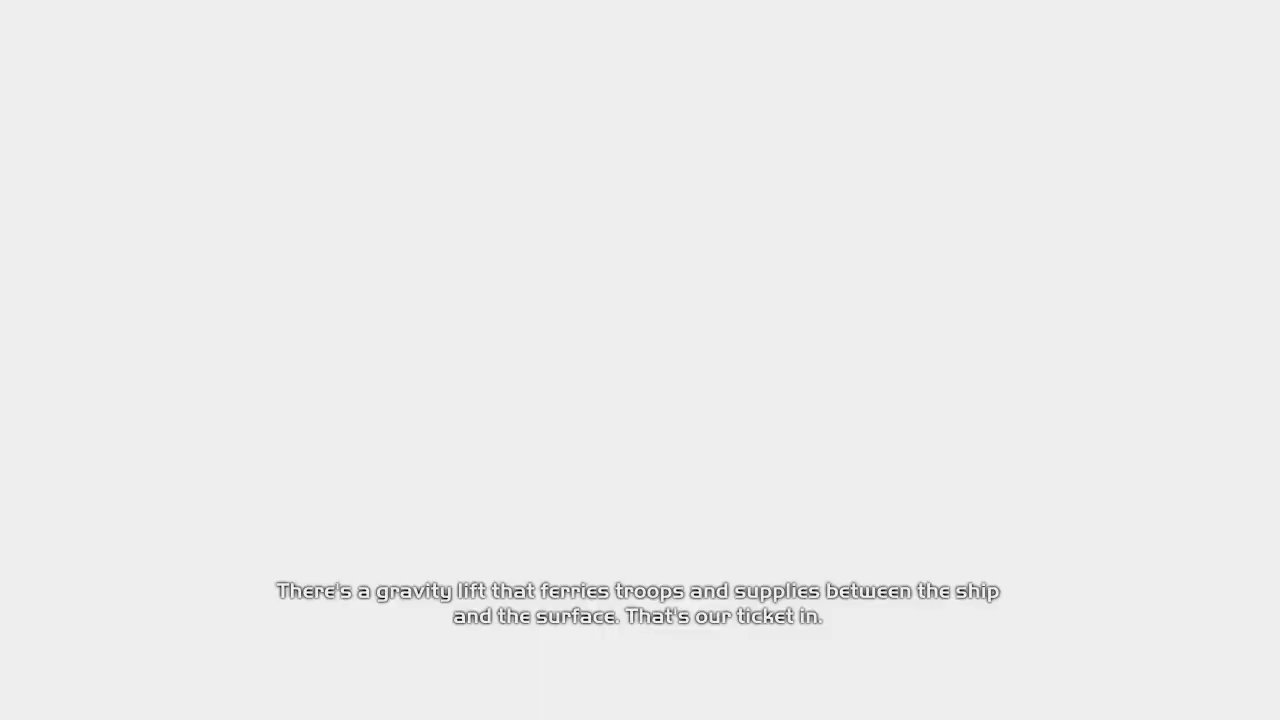 There's a gravity lift that ferries troops and supplies between the ship
and the surface. That's our ticket in.